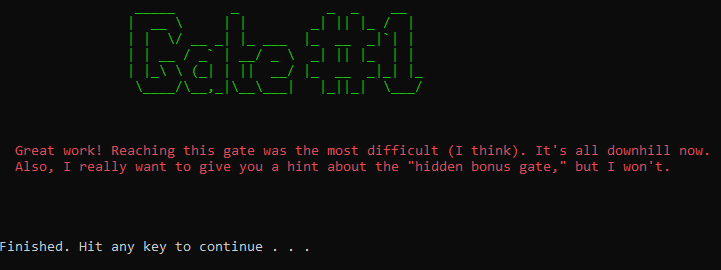 Gate #1
Great work! Reaching this gate was the most difficult (I think). It's all downhill now.
Also, I really want to give you a hint about the "hidden bonus gate," but I won't.
Finished. Hit any key to continue . . .